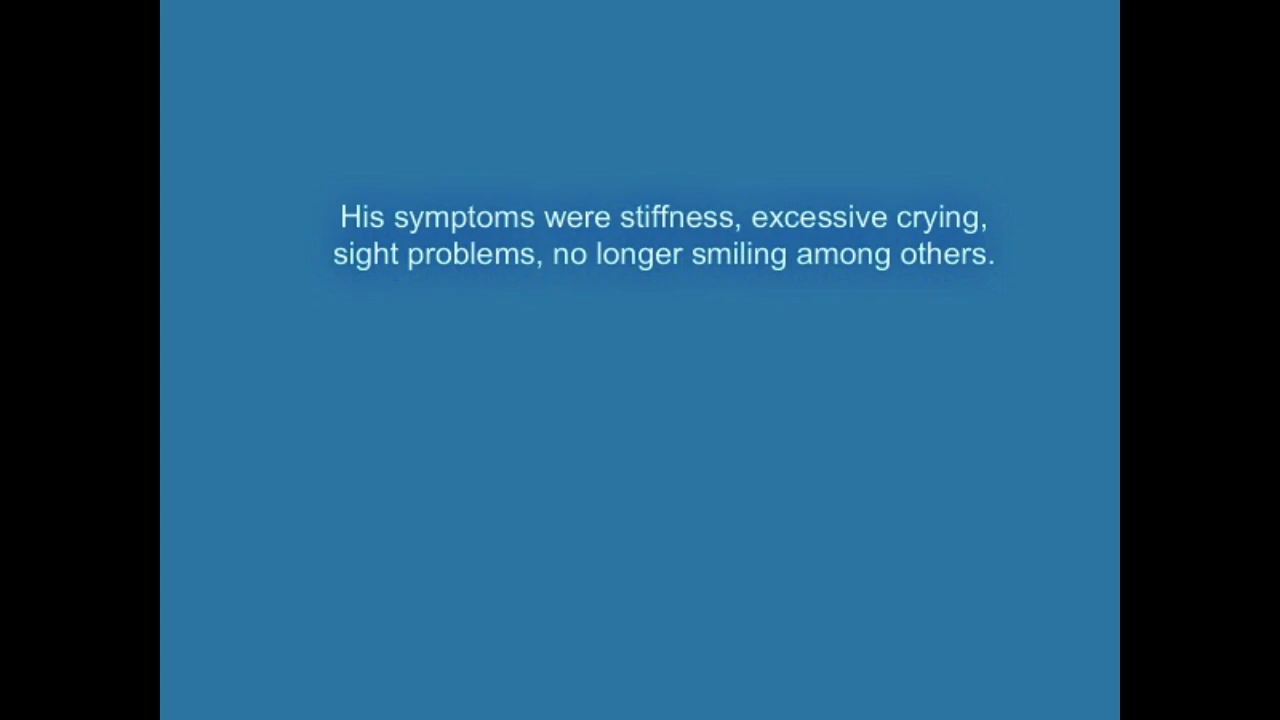 His symptoms were stiffness, excessive crying,
sight problems, no longer smiling among others.